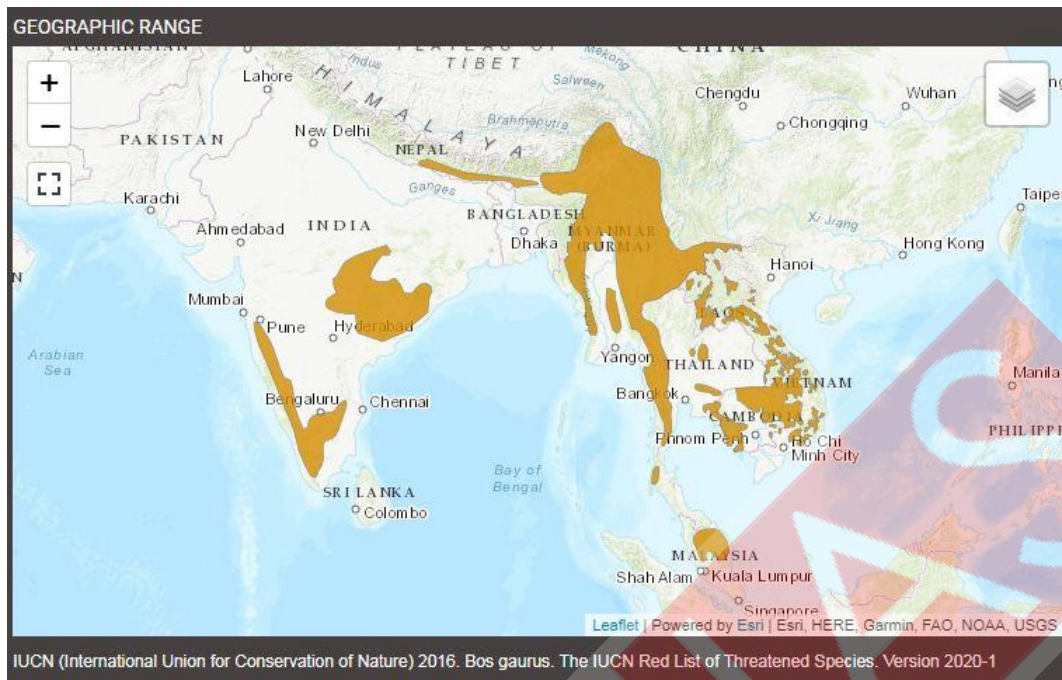 GEOGRAPHIC RANGE
PLATEAU OF
TIBET
CHINA
Mekong
Indus
Lahore
Salween
Chengdu
Wuhan
+
−
HIMALAYA
Chongqing
PAKISTAN
New Delhi
Brahmaputra
NEPAL
Ganges
Karachi
Taipe
INDIA
BANGLADESH
Ahmedabad
Dhaka
MYANMAR
(BURMA)
Xi Jiang
Hong Kong
Hanoi
Mumbai
Pune
Hyderabad
LAOS
Arabian
Sea
Yangon
THAILAND
VIETNAM
Manila
Bengaluru
Chennai
Bangkok
CAMBODIA
PHILIPPI
Phnom Penh
Ho Chi
Minh City
Bay of
Bengal
SRI LANKA
Colombo
MALAYSIA
Shah Alam
Kuala Lumpur
Singapore
Leaflet | Powered by Esri | Esri, HERE, Garmin, FAO, NOAA, USGS
IUCN (International Union for Conservation of Nature) 2016. Bos gaurus. The IUCN Red List of Threatened Species. Version 2020-1